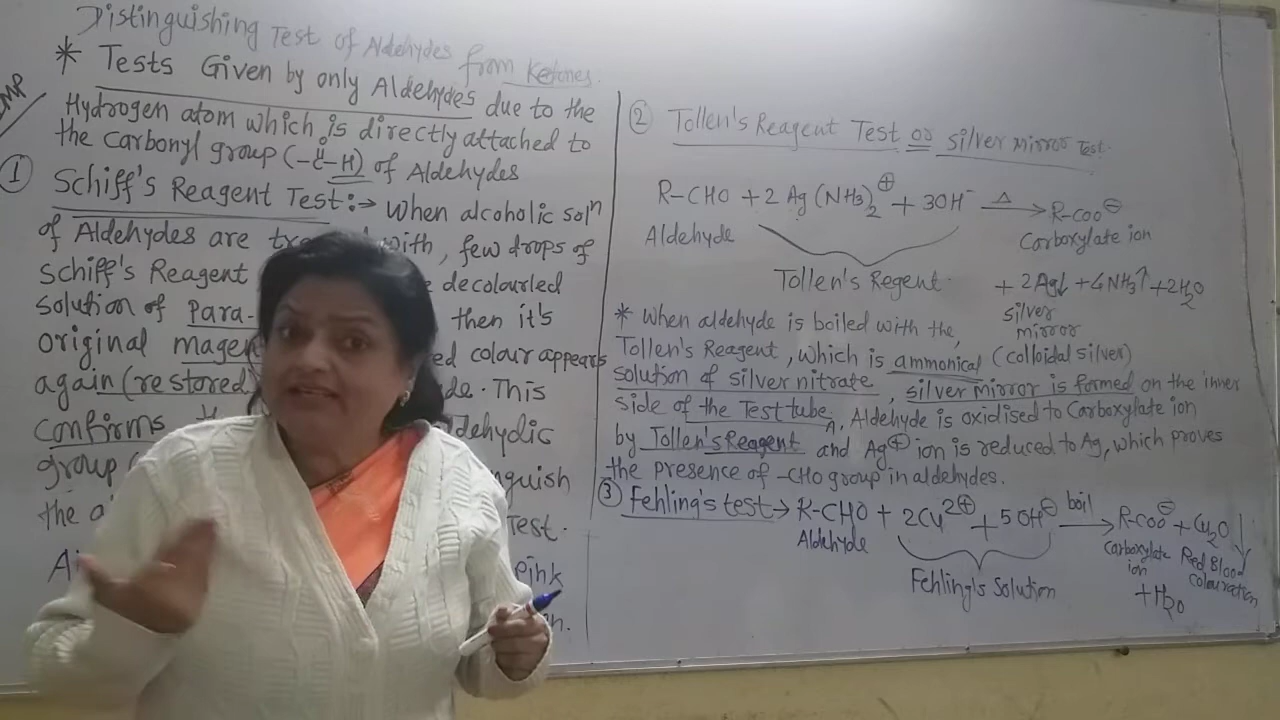 Distinguishing Test of Aldehydes from Ketones.
* Tests Given by only Aldehydes due to the
IMP
Hydrogen atom which is directly attached to
the Carbonyl group (-C-H) of Aldehydes
O
① Schiff's Reagent Test:→ When alcoholic solⁿ
of Aldehydes are with, few drops of
Schiff's Reagent decolourled
solution of Para- then it's
original colour appears
again (restored) This
confirms
group
the Test.
pink
② Tollen's Reagent Test or silver mirror Test.
R-CHO + 2 Ag(NH₃)₂⊕ + 3OH⁻ △→ R-COO⊖
Aldehyde
Carboxylate ion
Tollen's Regent.
+ 2Ag↓ + 4NH₃↑ + 2H₂O
silver
mirror
* When aldehyde is boiled with the,
(colloidal silver)
Tollen's Reagent, which is ammonical
solution of silver nitrate, silver mirror is formed on the inner
side of the Test tube, Aldehyde is oxidised to Carboxylate ion
by Tollen's Reagent and Ag⊕ ion is reduced to Ag, which proves
the presence of -CHO group in aldehydes.
③ Fehling's test → R-CHO + 2Cu²⊕ + 5OH⊖ boil→ R-COO⊖ + Cu₂O↓
Aldehyde
Carboxylate
ion
Red Blood
colouration
Fehling's Solution
+ H₂O